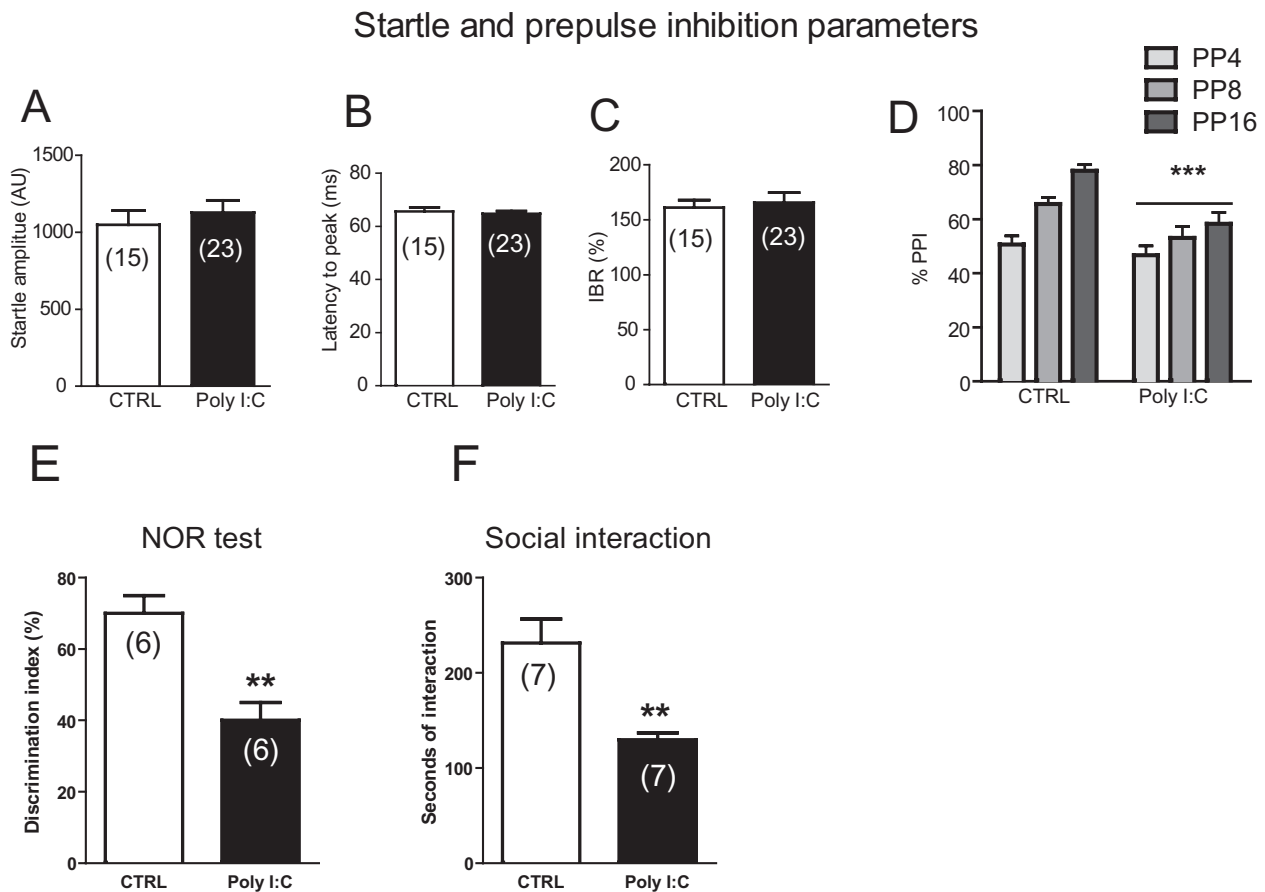 Startle and prepulse inhibition parameters
PP4
PP8
PP16
A
Startle amplitue (AU)
1500
1000
500
0
(15)
(23)
CTRL
Poly I:C
B
Latency to peak (ms)
80
60
40
20
0
(15)
(23)
CTRL
Poly I:C
C
IBR (%)
200
150
100
50
0
(15)
(23)
CTRL
Poly I:C
D
% PPI
100
80
60
40
20
0
***
CTRL
Poly I:C
E
NOR test
Discrimination index (%)
80
60
40
20
0
(6)
**
(6)
CTRL
Poly I:C
F
Social interaction
Seconds of interaction
300
200
100
0
(7)
**
(7)
CTRL
Poly I:C